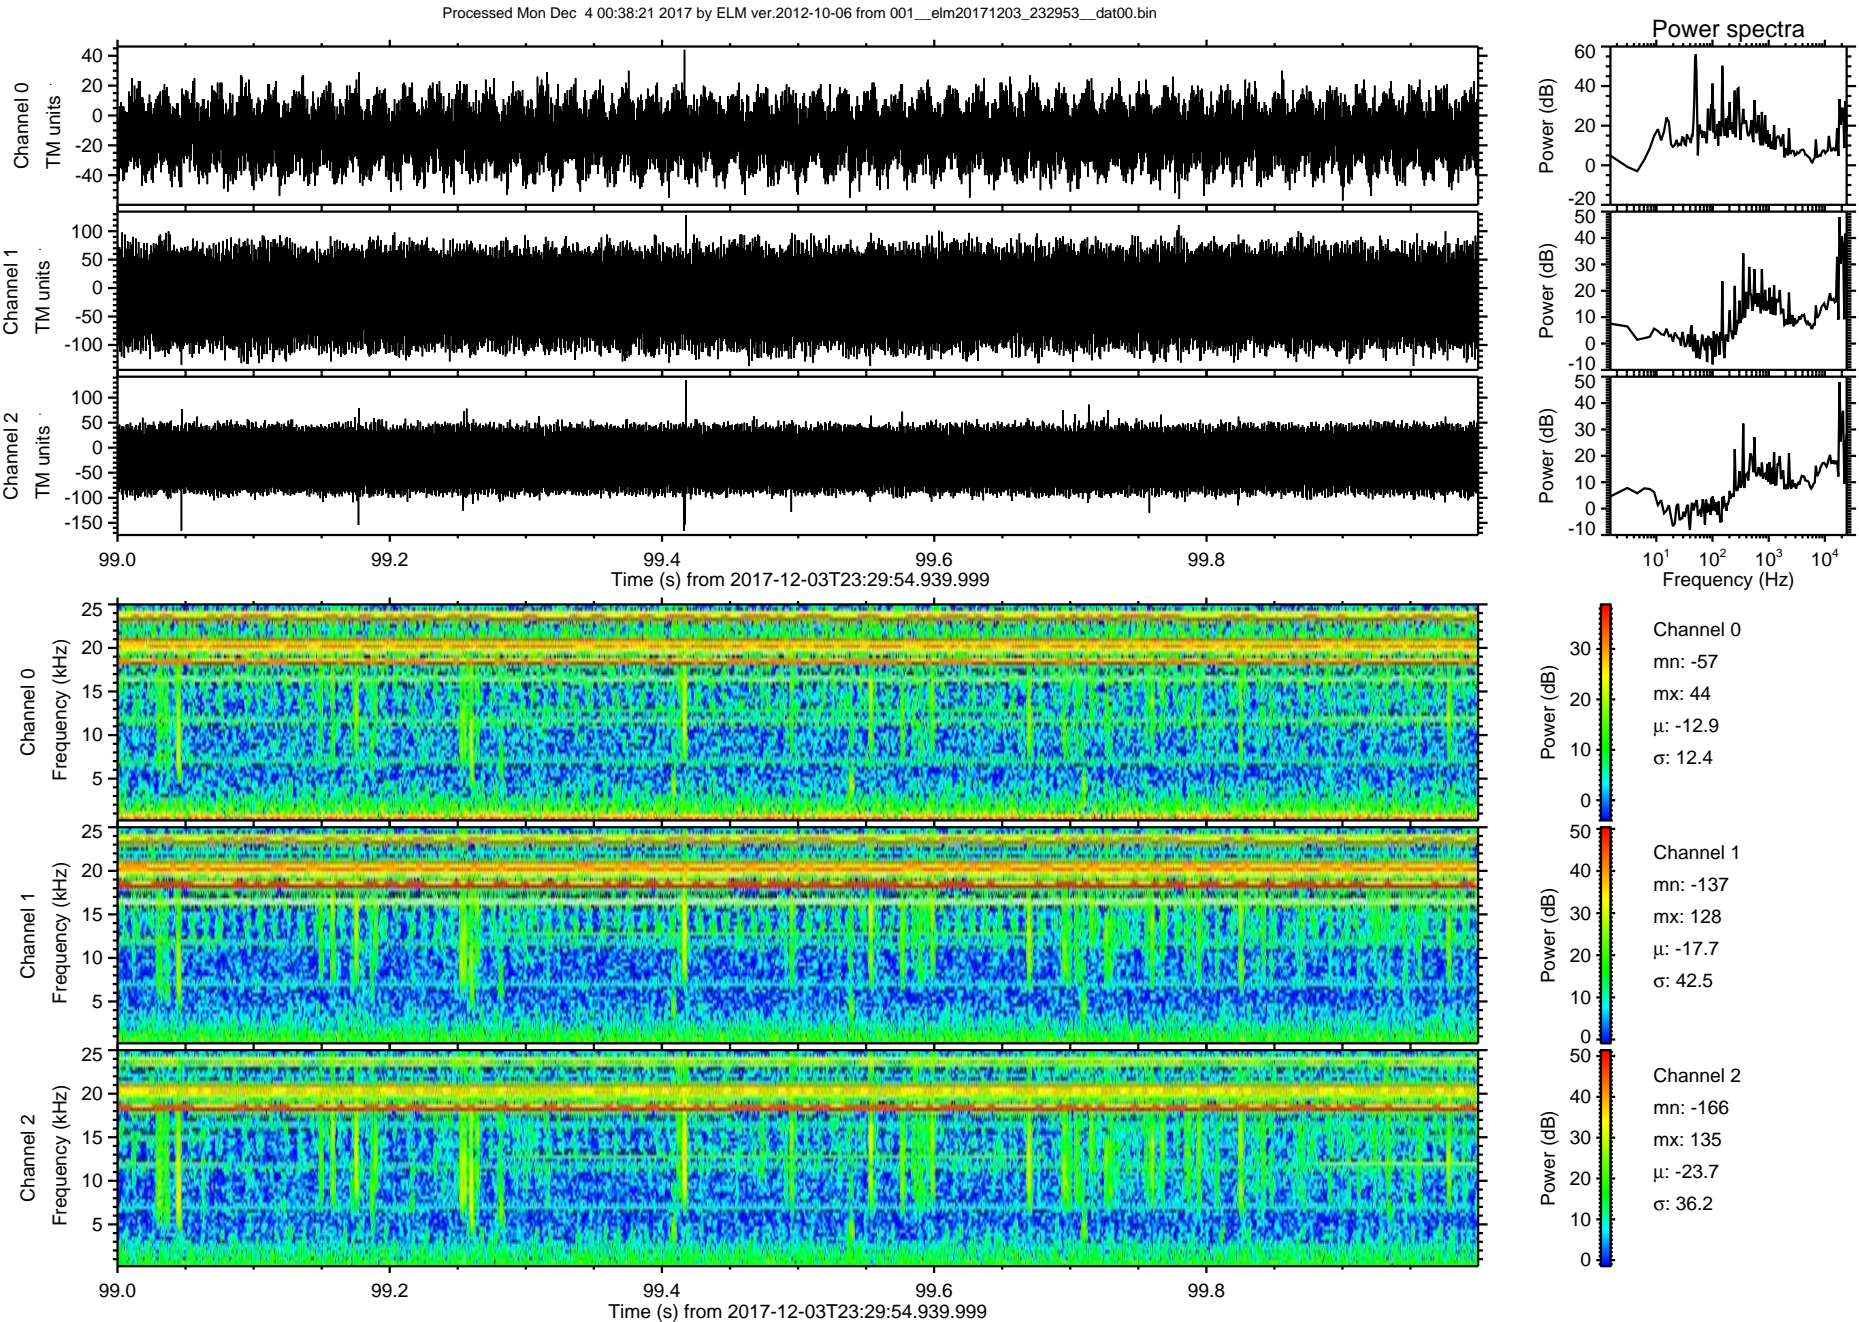 Processed Mon Dec  4 00:38:21 2017 by ELM ver.2012-10-06 from 001__elm20171203_232953__dat00.bin
Power spectra
Channel 0
TM units
40
20
0
-20
-40
Power (dB)
60
40
20
0
-20
Channel 1
TM units
100
50
0
-50
-100
Power (dB)
50
40
30
20
10
0
-10
Channel 2
TM units
100
50
0
-50
-100
-150
Power (dB)
50
40
30
20
10
0
-10
99.0
99.2
99.4
99.6
99.8
Time (s) from 2017-12-03T23:29:54.939.999
10^1
10^2
10^3
10^4
Frequency (Hz)
Channel 0
Frequency (kHz)
25
20
15
10
5
Power (dB)
30
20
10
0
Channel 0
mn: -57
mx: 44
μ: -12.9
σ: 12.4
Channel 1
Frequency (kHz)
25
20
15
10
5
Power (dB)
50
40
30
20
10
0
Channel 1
mn: -137
mx: 128
μ: -17.7
σ: 42.5
Channel 2
Frequency (kHz)
25
20
15
10
5
Power (dB)
50
40
30
20
10
0
Channel 2
mn: -166
mx: 135
μ: -23.7
σ: 36.2
99.0
99.2
99.4
99.6
99.8
Time (s) from 2017-12-03T23:29:54.939.999